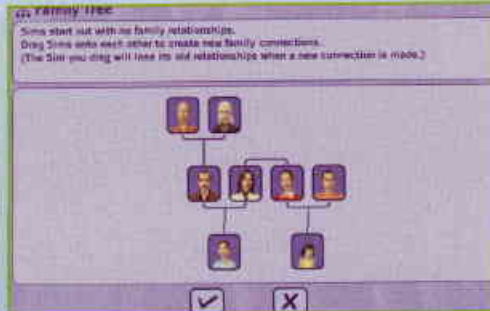 Family Tree
Sims start out with no family relationships.
Drag Sims onto each other to create new family connections.
(The Sim you drag will lose its old relationships when a new connection is made.)